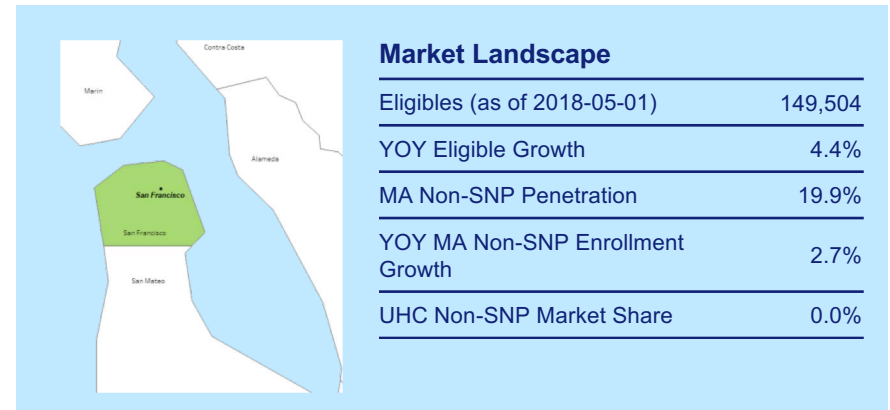 Contra Costa
Marin
Alameda
San Francisco
San Francisco
San Mateo
Market Landscape
Eligibles (as of 2018-05-01) 149,504
YOY Eligible Growth 4.4%
MA Non-SNP Penetration 19.9%
YOY MA Non-SNP Enrollment
Growth 2.7%
UHC Non-SNP Market Share 0.0%